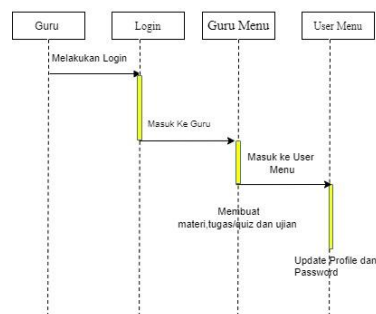 Guru
Login
Guru Menu
User Menu
Melakukan Login
Masuk Ke Guru
Masuk ke User
Menu
Membuat
materi,tugas/quiz dan ujian
Update Profile dan
Password